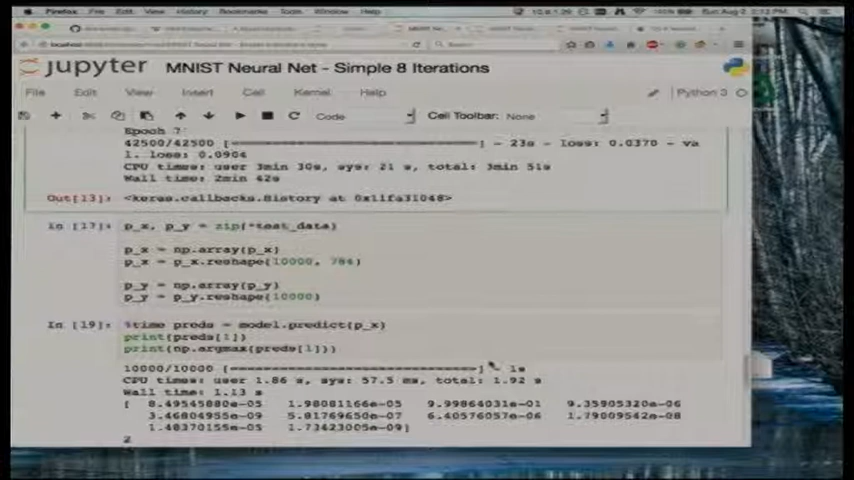 Firefox File Edit View History Bookmarks Tools Window Help
jupyter MNIST Neural Net - Simple 8 Iterations
File Edit View Insert Cell Kernel Help Python 3
Code Cell Toolbar: None
Epoch 7
42500/42500 [==============================] - 23s - loss: 0.0370 - va
l. loss: 0.0904
CPU times: user 3min 30s, sys: 21 s, total: 3min 51s
Wall time: 2min 42s
Out[13]: <keras.callbacks.History at 0x11fa31048>
In [17]: p_x, p_y = zip(*test_data)
p_x = np.array(p_x)
p_x = p_x.reshape(10000, 784)
p_y = np.array(p_y)
p_y = p_y.reshape(10000)
In [19]: %time preds = model.predict(p_x)
print(preds[1])
print(np.argmax(preds[1]))
10000/10000 [==============================] - 1s
CPU times: user 1.86 s, sys: 57.5 ms, total: 1.92 s
Wall time: 1.13 s
[ 8.49545880e-05 1.98081166e-05 9.99864031e-01 9.35905320e-06
3.46804955e-09 5.81769650e-07 6.40576057e-06 1.79009542e-08
1.48370155e-05 1.73423005e-09]
2